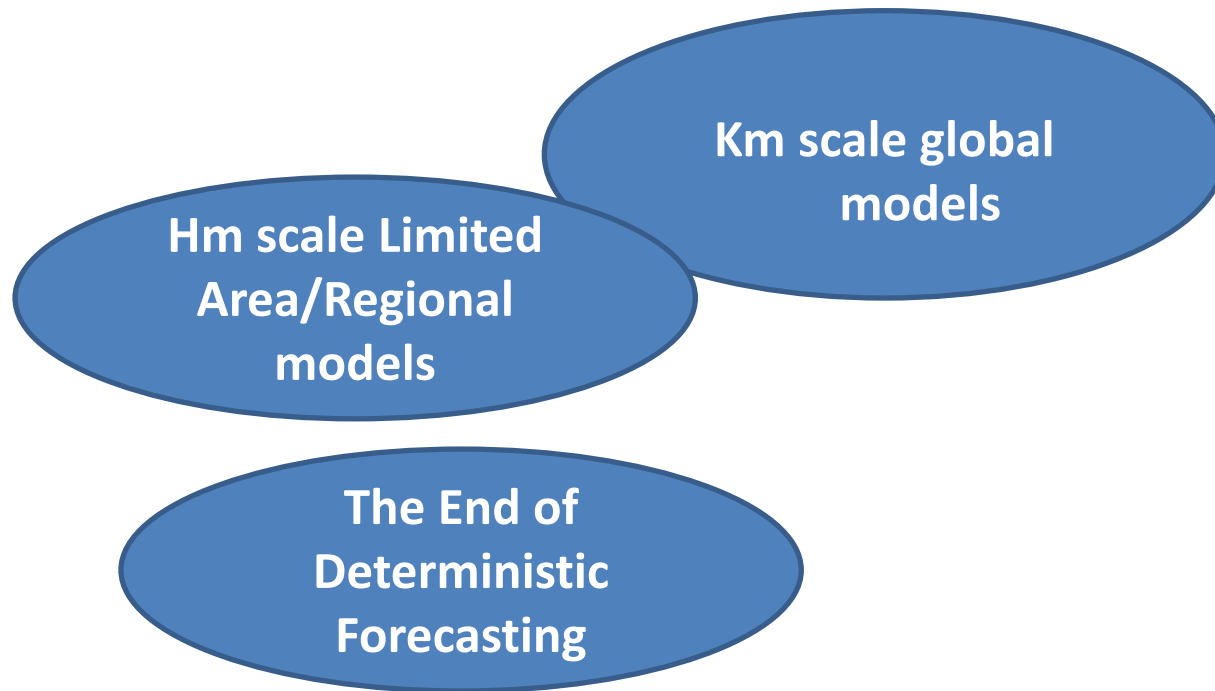 Km scale global
models
Hm scale Limited
Area/Regional
models
The End of
Deterministic
Forecasting